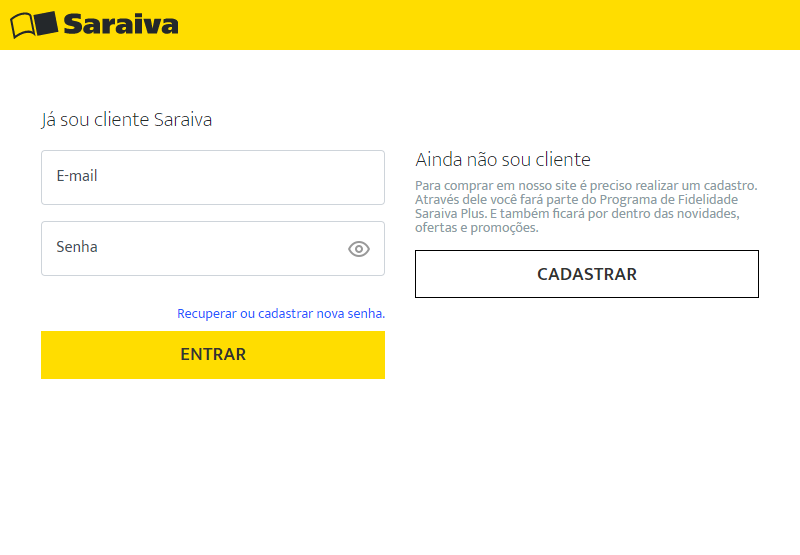 Saraiva
Já sou cliente Saraiva
E-mail
Senha
Recuperar ou cadastrar nova senha.
ENTRAR
Ainda não sou cliente
Para comprar em nosso site é preciso realizar um cadastro.
Através dele você fará parte do Programa de Fidelidade
Saraiva Plus. E também ficará por dentro das novidades,
ofertas e promoções.
CADASTRAR